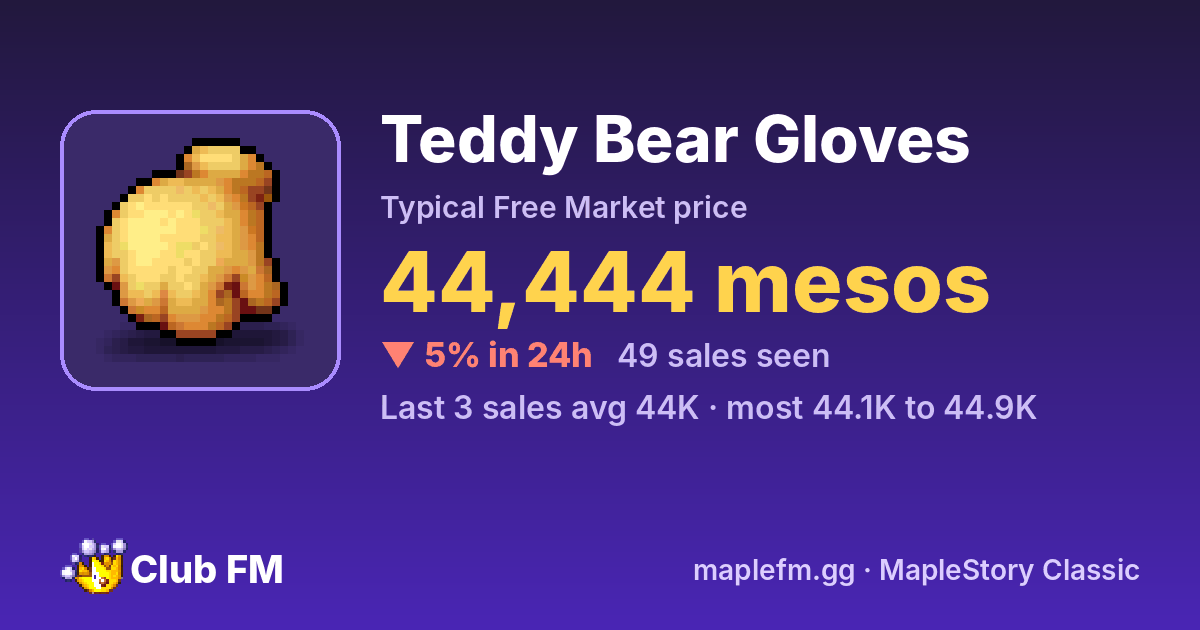 Teddy Bear Gloves
Typical Free Market price
44,444 mesos
▼ 5% in 24h 49 sales seen
Last 3 sales avg 44K · most 44.1K to 44.9K
Club FM
maplefm.gg · MapleStory Classic